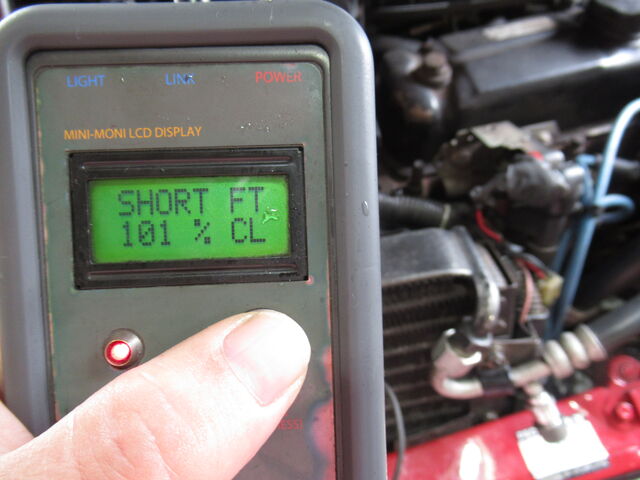 LIGHT LINK POWER
MINI-MONI LCD DISPLAY
SHORT FT
101 % CL